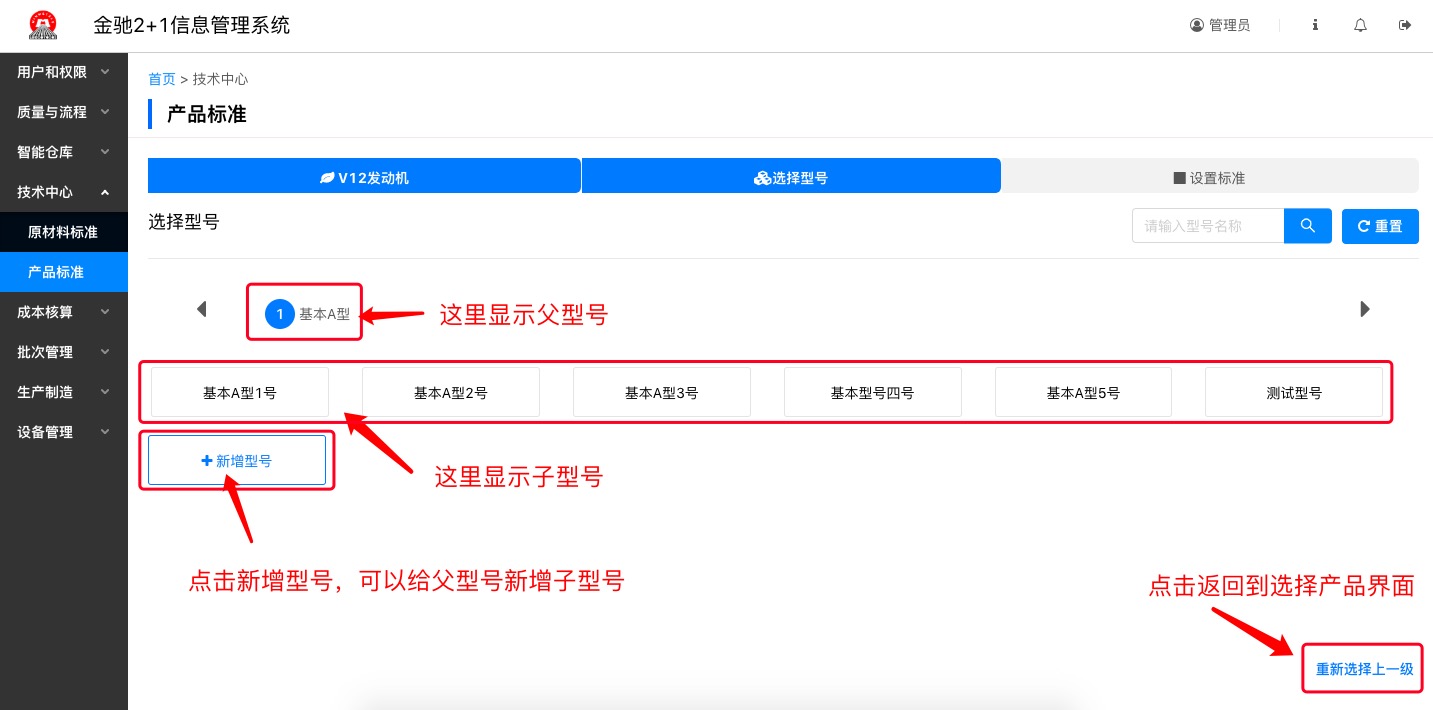 金驰2+1信息管理系统
管理员
用户和权限
质量与流程
智能仓库
技术中心
原材料标准
产品标准
成本核算
批次管理
生产制造
设备管理
首页 > 技术中心
产品标准
V12发动机
选择型号
设置标准
选择型号
请输入型号名称
重置
1 基本A型
这里显示父型号
基本A型1号
基本A型2号
基本A型3号
基本型号四号
基本A型5号
测试型号
新增型号
这里显示子型号
点击新增型号，可以给父型号新增子型号
点击返回到选择产品界面
重新选择上一级